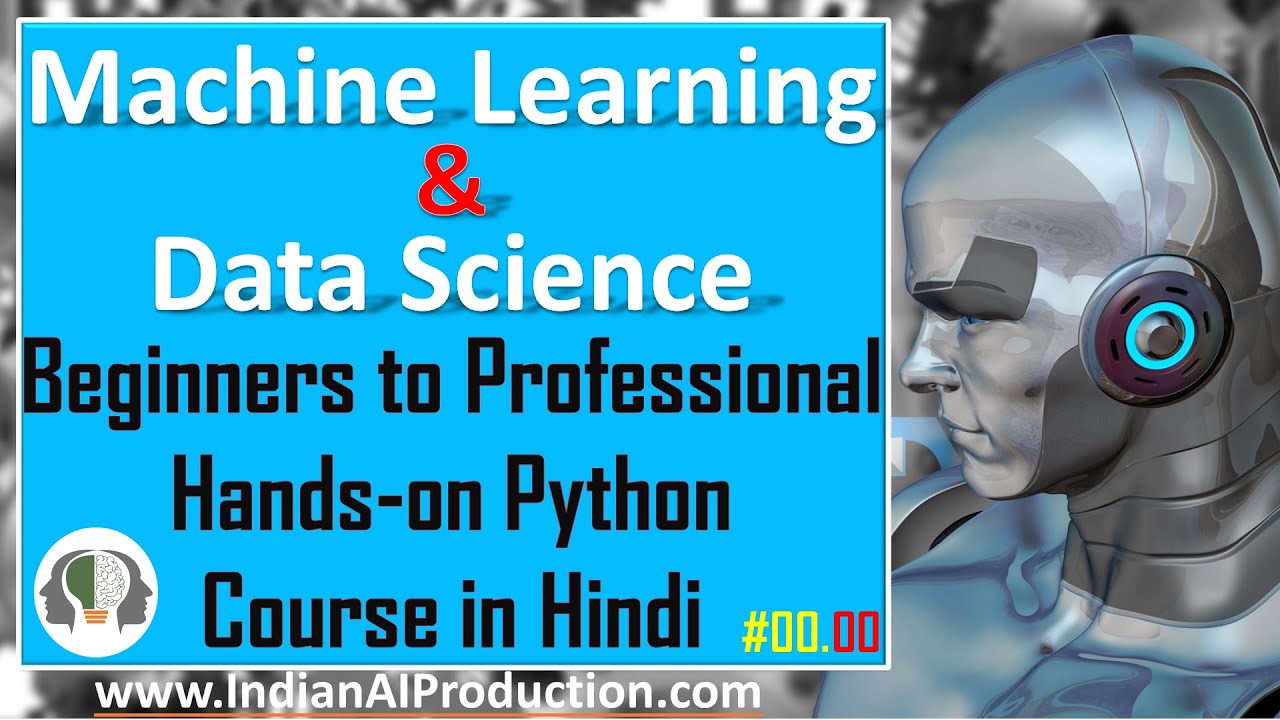 Machine Learning
&
Data Science
Beginners to Professional
Hands-on Python
Course in Hindi
#00.00
www.IndianAIProduction.com